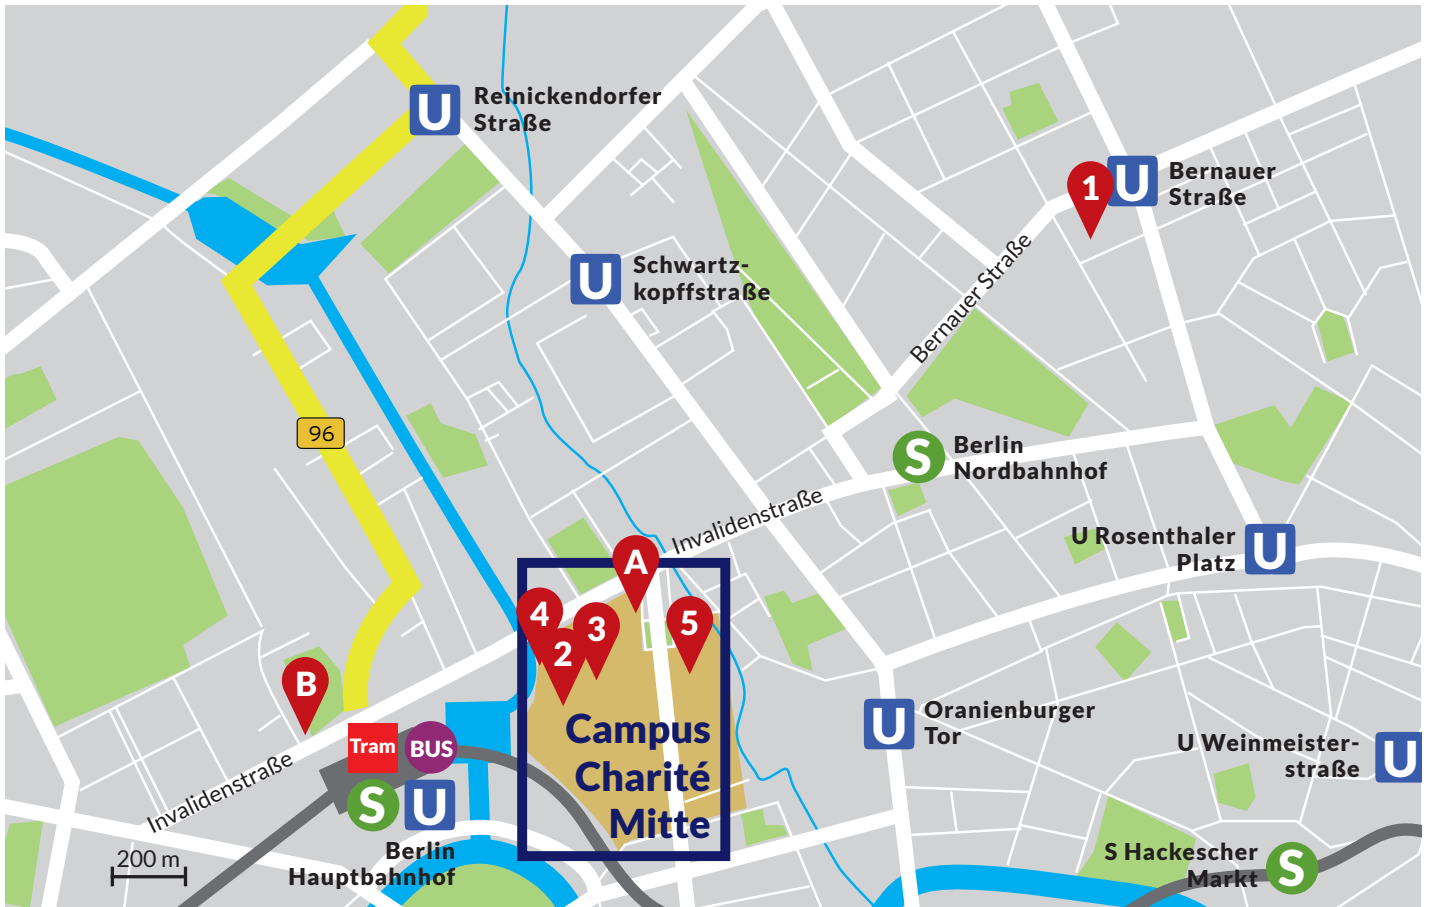 U
Reinickendorfer
Straße
1
U
Bernauer
Straße
U
Schwartz-
kopffstraße
Bernauer Straße
96
S
Berlin
Nordbahnhof
Invalidenstraße
U Rosenthaler
Platz
U
A
4
2
3
5
B
Campus
Charité
Mitte
U
Oranienburger
Tor
U Weinmeister-
straße
U
Tram
BUS
S
U
Berlin
Hauptbahnhof
Invalidenstraße
200 m
S Hackescher
Markt
S